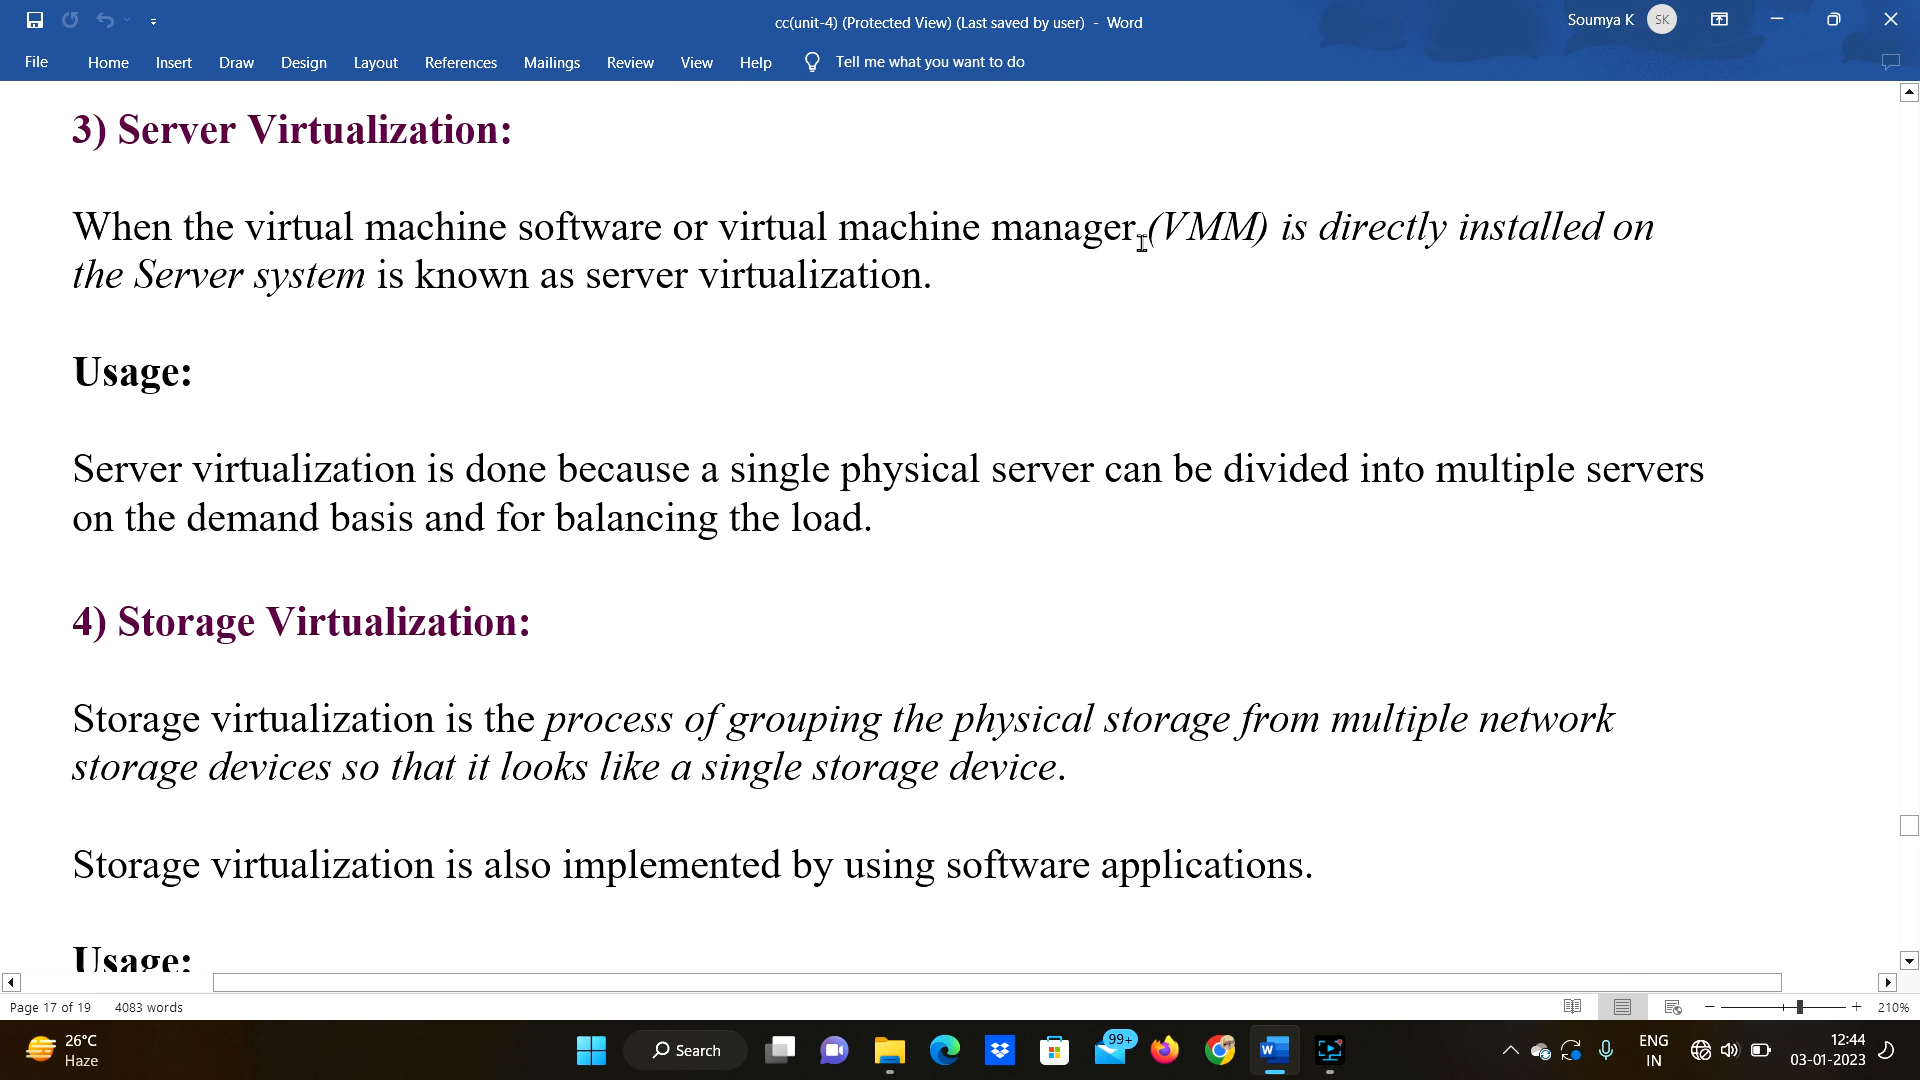 cc(unit-4) (Protected View) (Last saved by user) - Word
Soumya K
SK
File Home Insert Draw Design Layout References Mailings Review View Help Tell me what you want to do
3) Server Virtualization:
When the virtual machine software or virtual machine manager (VMM) is directly installed on
the Server system is known as server virtualization.
Usage:
Server virtualization is done because a single physical server can be divided into multiple servers
on the demand basis and for balancing the load.
4) Storage Virtualization:
Storage virtualization is the process of grouping the physical storage from multiple network
storage devices so that it looks like a single storage device.
Storage virtualization is also implemented by using software applications.
Usage:
Page 17 of 19 4083 words
210%
26°C
Haze
Search
99+
ENG
IN
12:44
03-01-2023